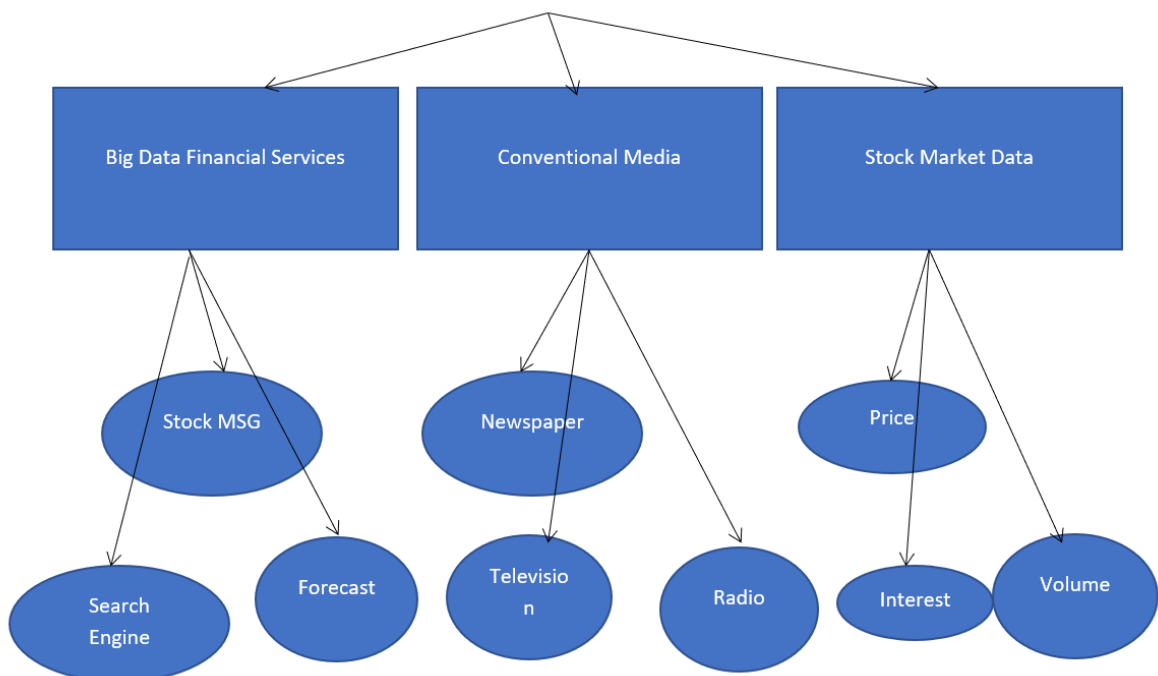 Big Data Financial Services
Conventional Media
Stock Market Data
Stock MSG
Newspaper
Price
Search
Engine
Forecast
Televisio
n
Radio
Interest
Volume